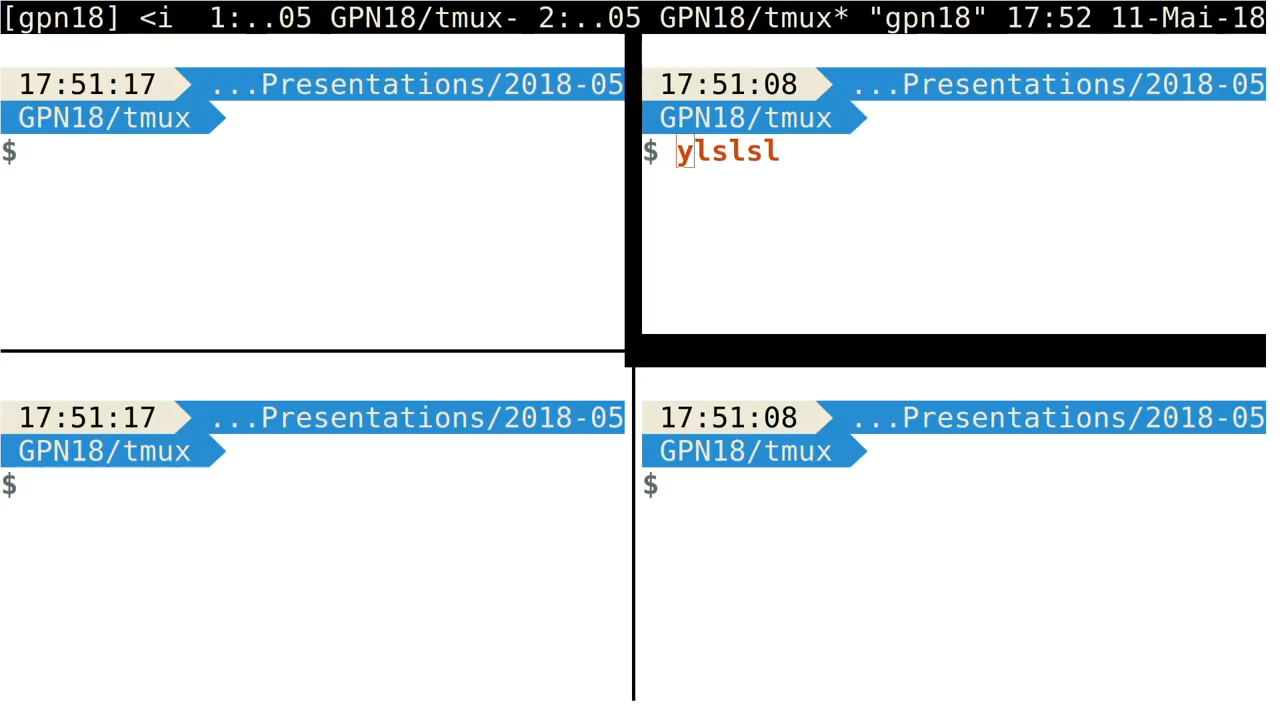 [gpn18] <i  1:..05 GPN18/tmux- 2:..05 GPN18/tmux* "gpn18" 17:52 11-Mai-18
17:51:17 ...Presentations/2018-05
GPN18/tmux
$
17:51:08 ...Presentations/2018-05
GPN18/tmux
$ ylslsl
17:51:17 ...Presentations/2018-05
GPN18/tmux
$
17:51:08 ...Presentations/2018-05
GPN18/tmux
$